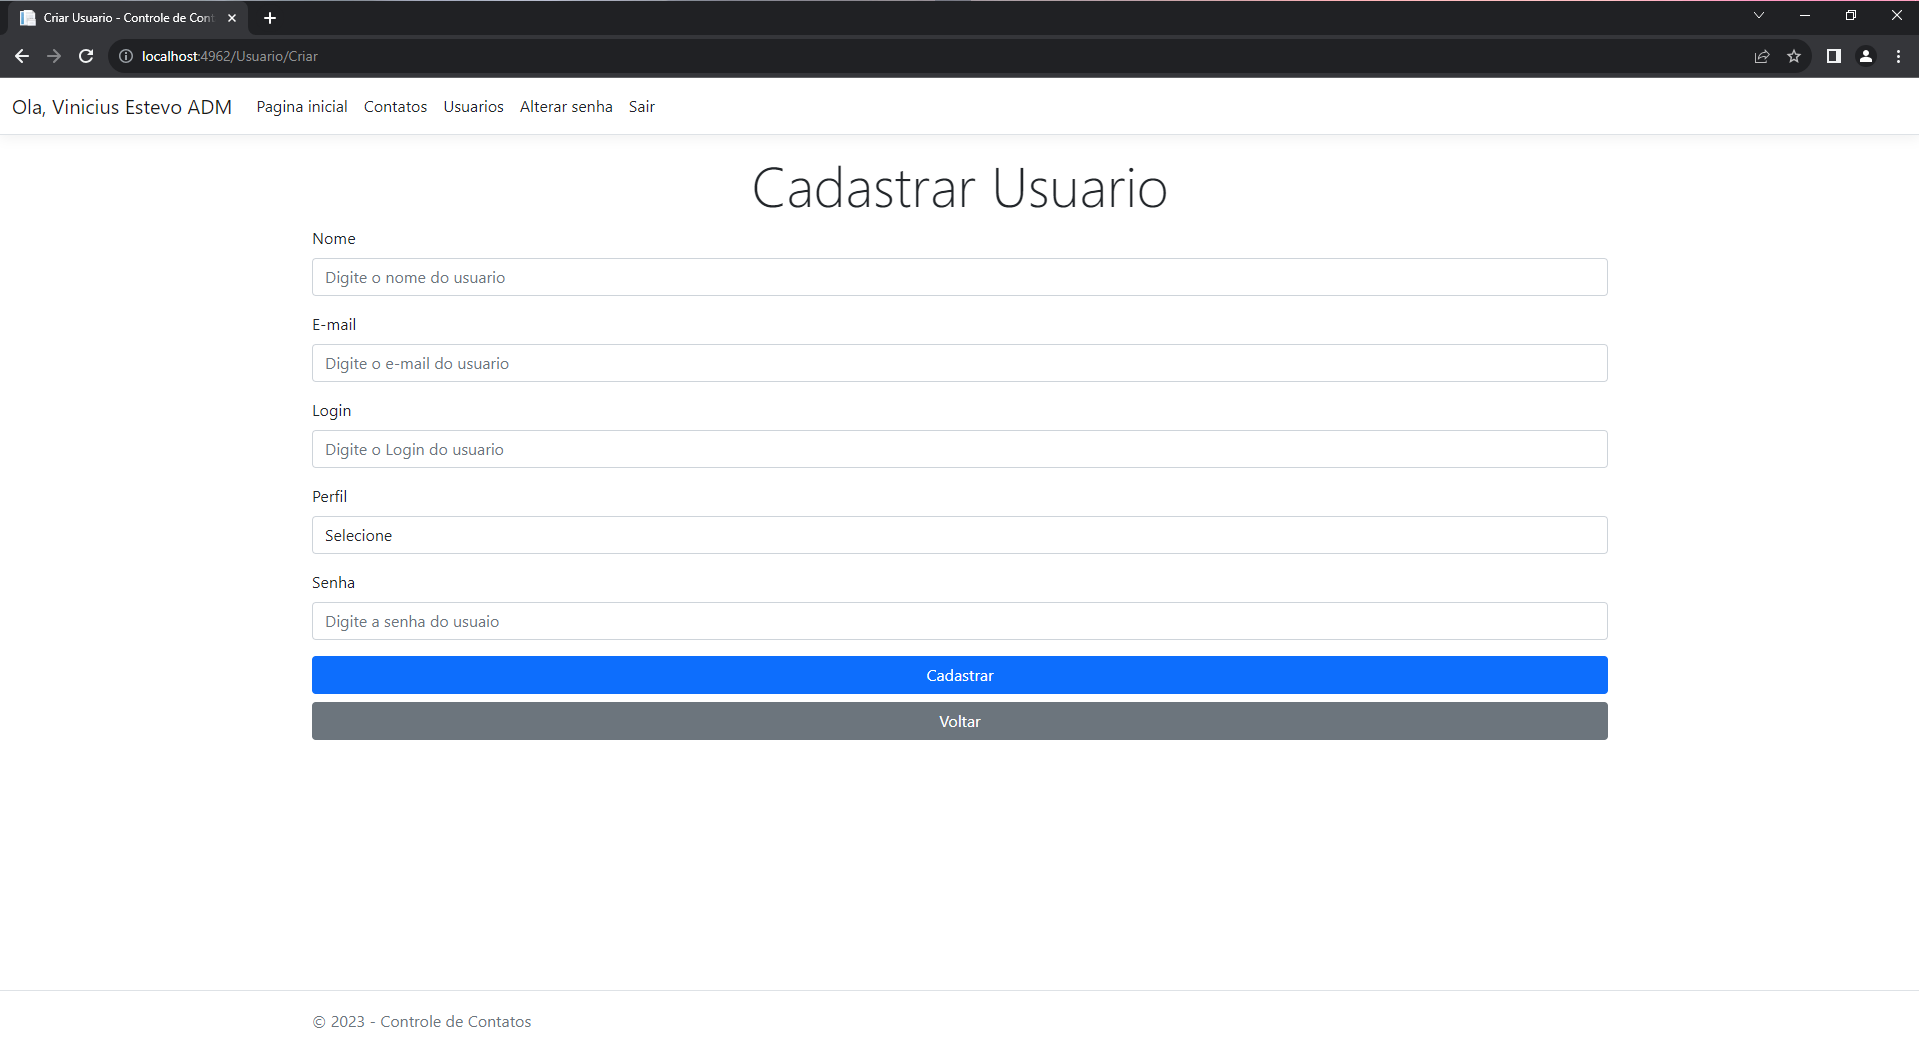 Criar Usuario - Controle de Cont
localhost:4962/Usuario/Criar
Ola, Vinicius Estevo ADM Pagina inicial Contatos Usuarios Alterar senha Sair
Cadastrar Usuario
Nome
Digite o nome do usuario
E-mail
Digite o e-mail do usuario
Login
Digite o Login do usuario
Perfil
Selecione
Senha
Digite a senha do usuaio
Cadastrar
Voltar
© 2023 - Controle de Contatos